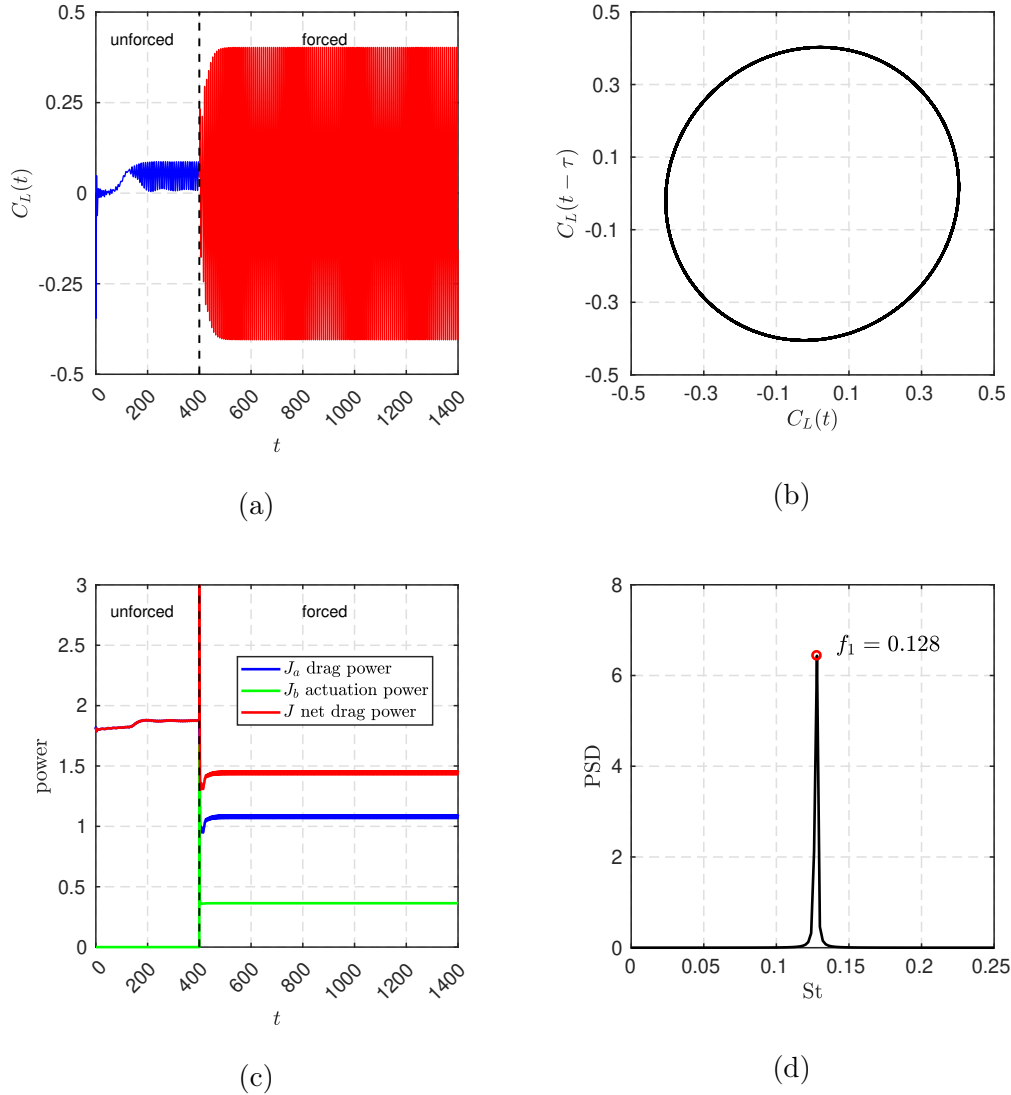 0.5
0.25
0
-0.25
-0.5
C_L(t)
unforced forced
0 200 400 600 800 1000 1200 1400
t
(a)
0.5
0.3
0.1
-0.1
-0.3
-0.5
C_L(t − τ)
-0.5 -0.3 -0.1 0.1 0.3 0.5
C_L(t)
(b)
3
2.5
2
1.5
1
0.5
0
power
unforced forced
J_a drag power
J_b actuation power
J net drag power
0 200 400 600 800 1000 1200 1400
t
(c)
8
6
4
2
0
PSD
f_1 = 0.128
0 0.05 0.1 0.15 0.2 0.25
St
(d)